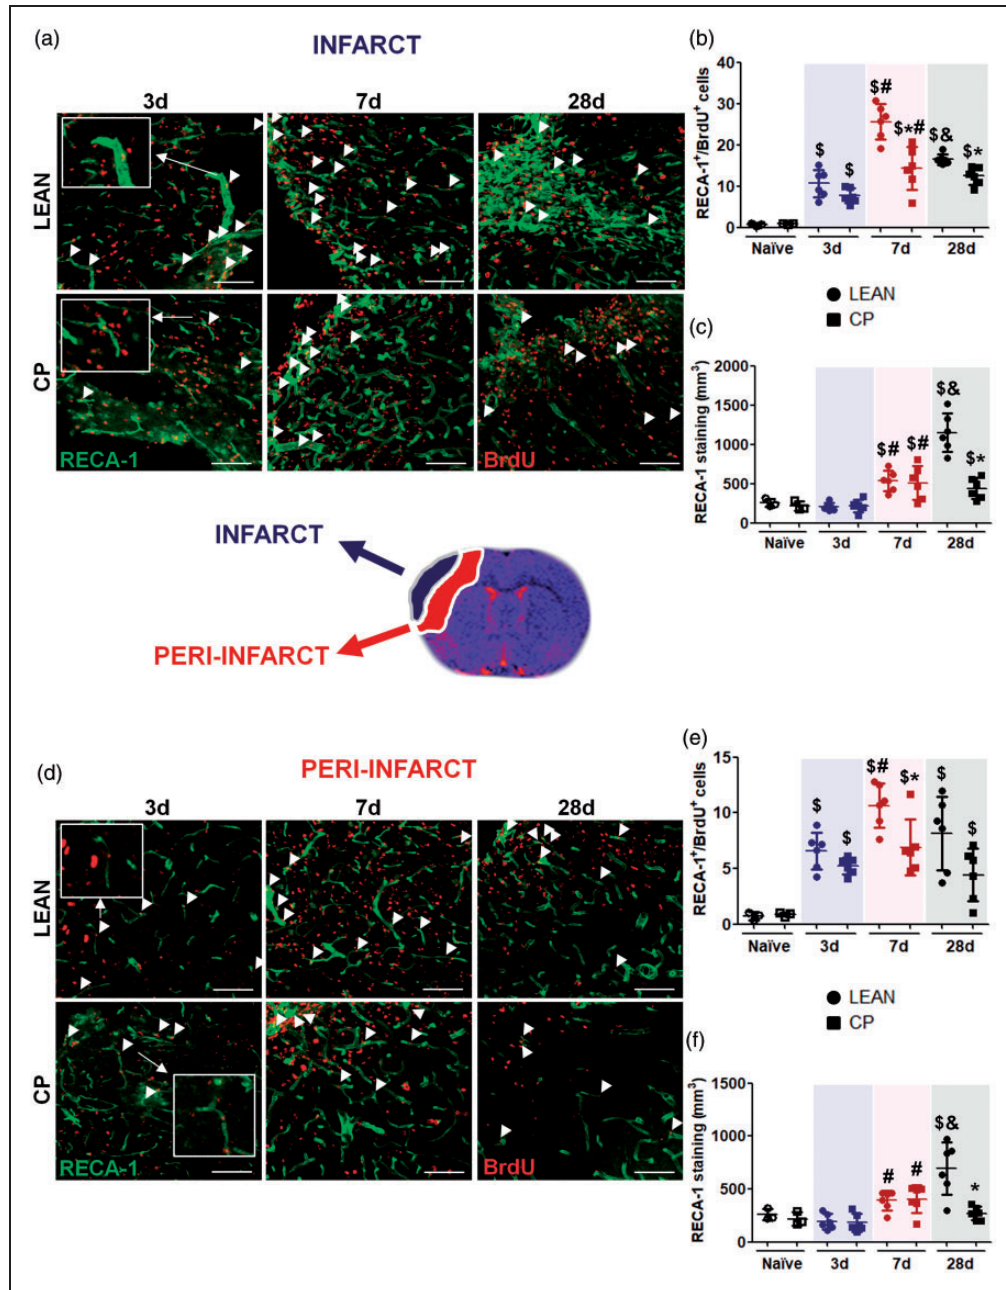 (a)
INFARCT
3d
7d
28d
LEAN
CP
RECA-1
BrdU
(b)
RECA-1⁺/BrdU⁺ cells
40
30
20
10
0
$
$
$#
$*#
$&
$*
Naïve
3d
7d
28d
LEAN
CP
(c)
RECA-1 staining (mm³)
2000
1500
1000
500
0
$#
$#
$&
$*
Naïve
3d
7d
28d
INFARCT
PERI-INFARCT
(d)
PERI-INFARCT
3d
7d
28d
LEAN
CP
RECA-1
BrdU
(e)
RECA-1⁺/BrdU⁺ cells
15
10
5
0
$
$
$#
$*
$
$
Naïve
3d
7d
28d
LEAN
CP
(f)
RECA-1 staining (mm³)
1500
1000
500
0
#
#
$&
*
Naïve
3d
7d
28d